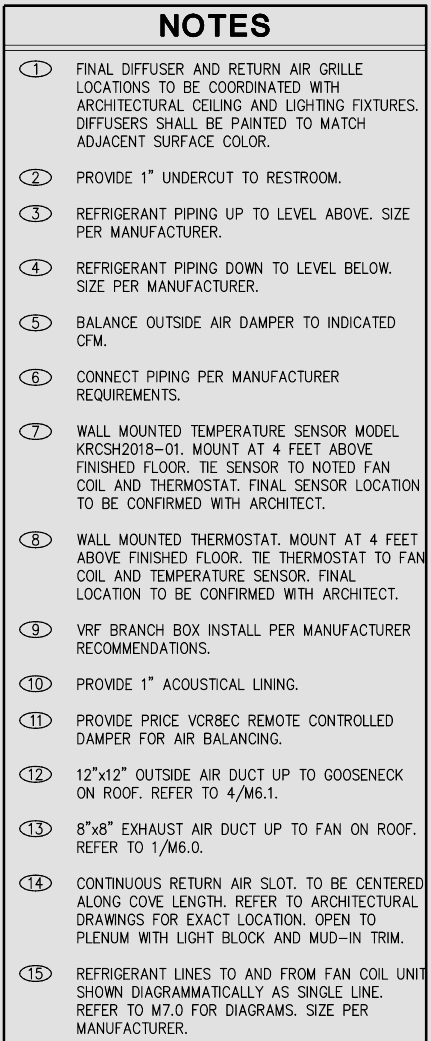 NOTES
1 FINAL DIFFUSER AND RETURN AIR GRILLE
LOCATIONS TO BE COORDINATED WITH
ARCHITECTURAL CEILING AND LIGHTING FIXTURES.
DIFFUSERS SHALL BE PAINTED TO MATCH
ADJACENT SURFACE COLOR.
2 PROVIDE 1" UNDERCUT TO RESTROOM.
3 REFRIGERANT PIPING UP TO LEVEL ABOVE. SIZE
PER MANUFACTURER.
4 REFRIGERANT PIPING DOWN TO LEVEL BELOW.
SIZE PER MANUFACTURER.
5 BALANCE OUTSIDE AIR DAMPER TO INDICATED
CFM.
6 CONNECT PIPING PER MANUFACTURER
REQUIREMENTS.
7 WALL MOUNTED TEMPERATURE SENSOR MODEL
KRCSH2018-01. MOUNT AT 4 FEET ABOVE
FINISHED FLOOR. TIE SENSOR TO NOTED FAN
COIL AND THERMOSTAT. FINAL SENSOR LOCATION
TO BE CONFIRMED WITH ARCHITECT.
8 WALL MOUNTED THERMOSTAT. MOUNT AT 4 FEET
ABOVE FINISHED FLOOR. TIE THERMOSTAT TO FAN
COIL AND TEMPERATURE SENSOR. FINAL
LOCATION TO BE CONFIRMED WITH ARCHITECT.
9 VRF BRANCH BOX INSTALL PER MANUFACTURER
RECOMMENDATIONS.
10 PROVIDE 1" ACOUSTICAL LINING.
11 PROVIDE PRICE VCR8EC REMOTE CONTROLLED
DAMPER FOR AIR BALANCING.
12 12"x12" OUTSIDE AIR DUCT UP TO GOOSENECK
ON ROOF. REFER TO 4/M6.1.
13 8"x8" EXHAUST AIR DUCT UP TO FAN ON ROOF.
REFER TO 1/M6.0.
14 CONTINUOUS RETURN AIR SLOT. TO BE CENTERED
ALONG COVE LENGTH. REFER TO ARCHITECTURAL
DRAWINGS FOR EXACT LOCATION. OPEN TO
PLENUM WITH LIGHT BLOCK AND MUD-IN TRIM.
15 REFRIGERANT LINES TO AND FROM FAN COIL UNIT
SHOWN DIAGRAMMATICALLY AS SINGLE LINE.
REFER TO M7.0 FOR DIAGRAMS. SIZE PER
MANUFACTURER.